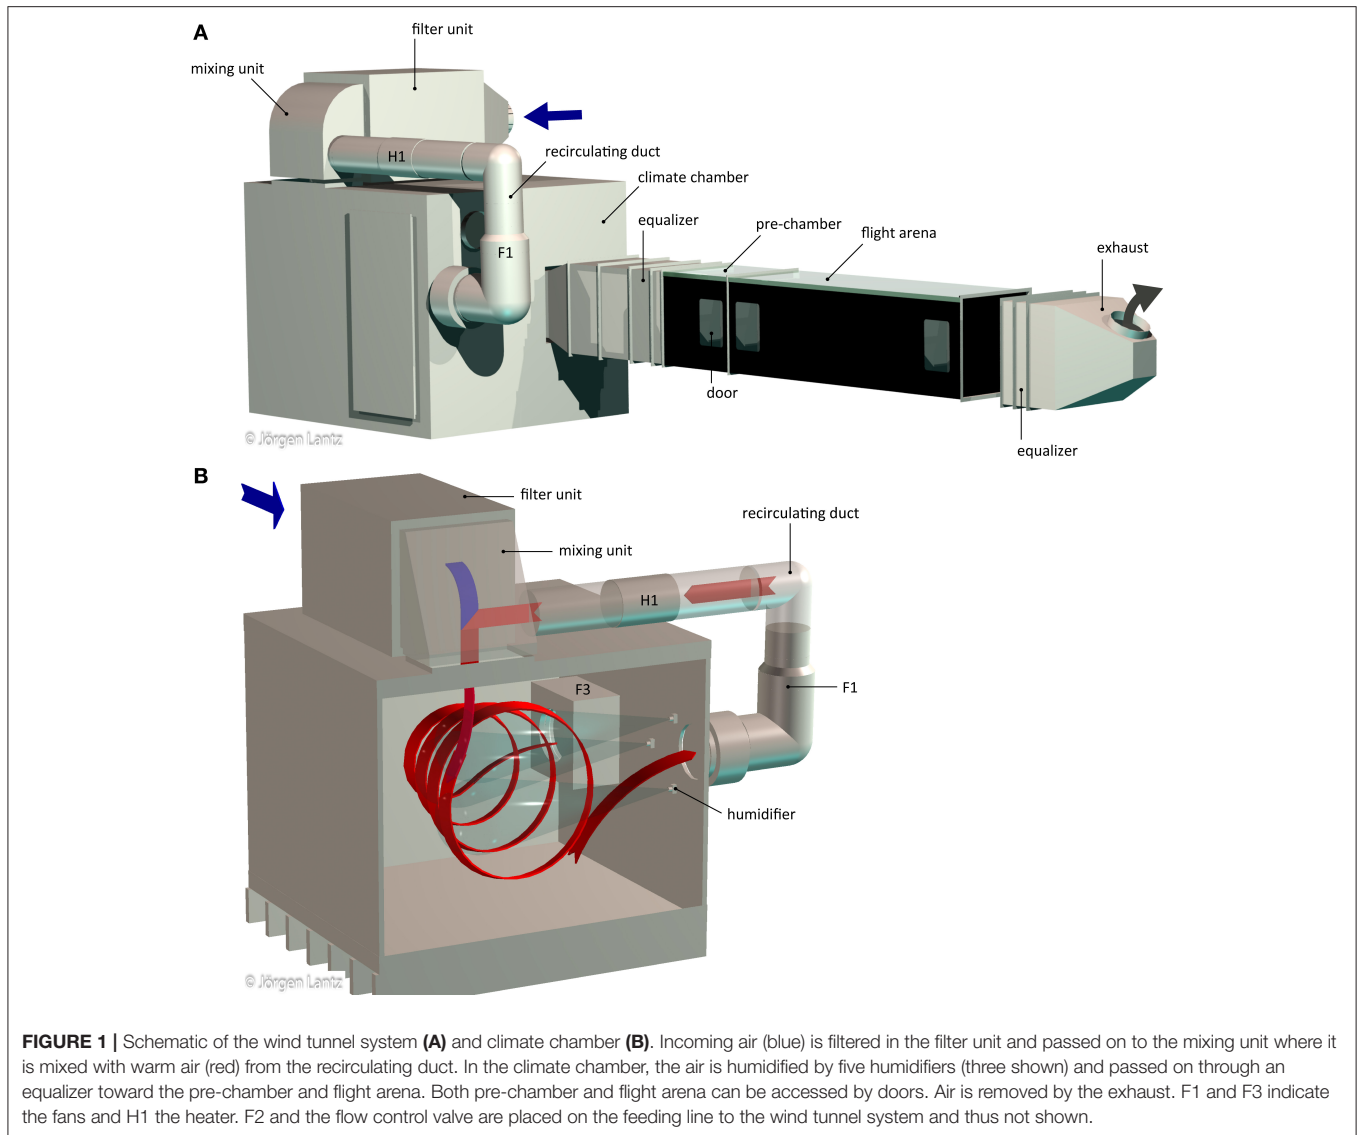 A
filter unit
mixing unit
H1
recirculating duct
climate chamber
equalizer
pre-chamber
flight arena
exhaust
F1
door
equalizer
© Jörgen Lantz
B
filter unit
recirculating duct
mixing unit
H1
F3
F1
humidifier
© Jörgen Lantz
FIGURE 1 | Schematic of the wind tunnel system (A) and climate chamber (B). Incoming air (blue) is filtered in the filter unit and passed on to the mixing unit where it
is mixed with warm air (red) from the recirculating duct. In the climate chamber, the air is humidified by five humidifiers (three shown) and passed on through an
equalizer toward the pre-chamber and flight arena. Both pre-chamber and flight arena can be accessed by doors. Air is removed by the exhaust. F1 and F3 indicate
the fans and H1 the heater. F2 and the flow control valve are placed on the feeding line to the wind tunnel system and thus not shown.